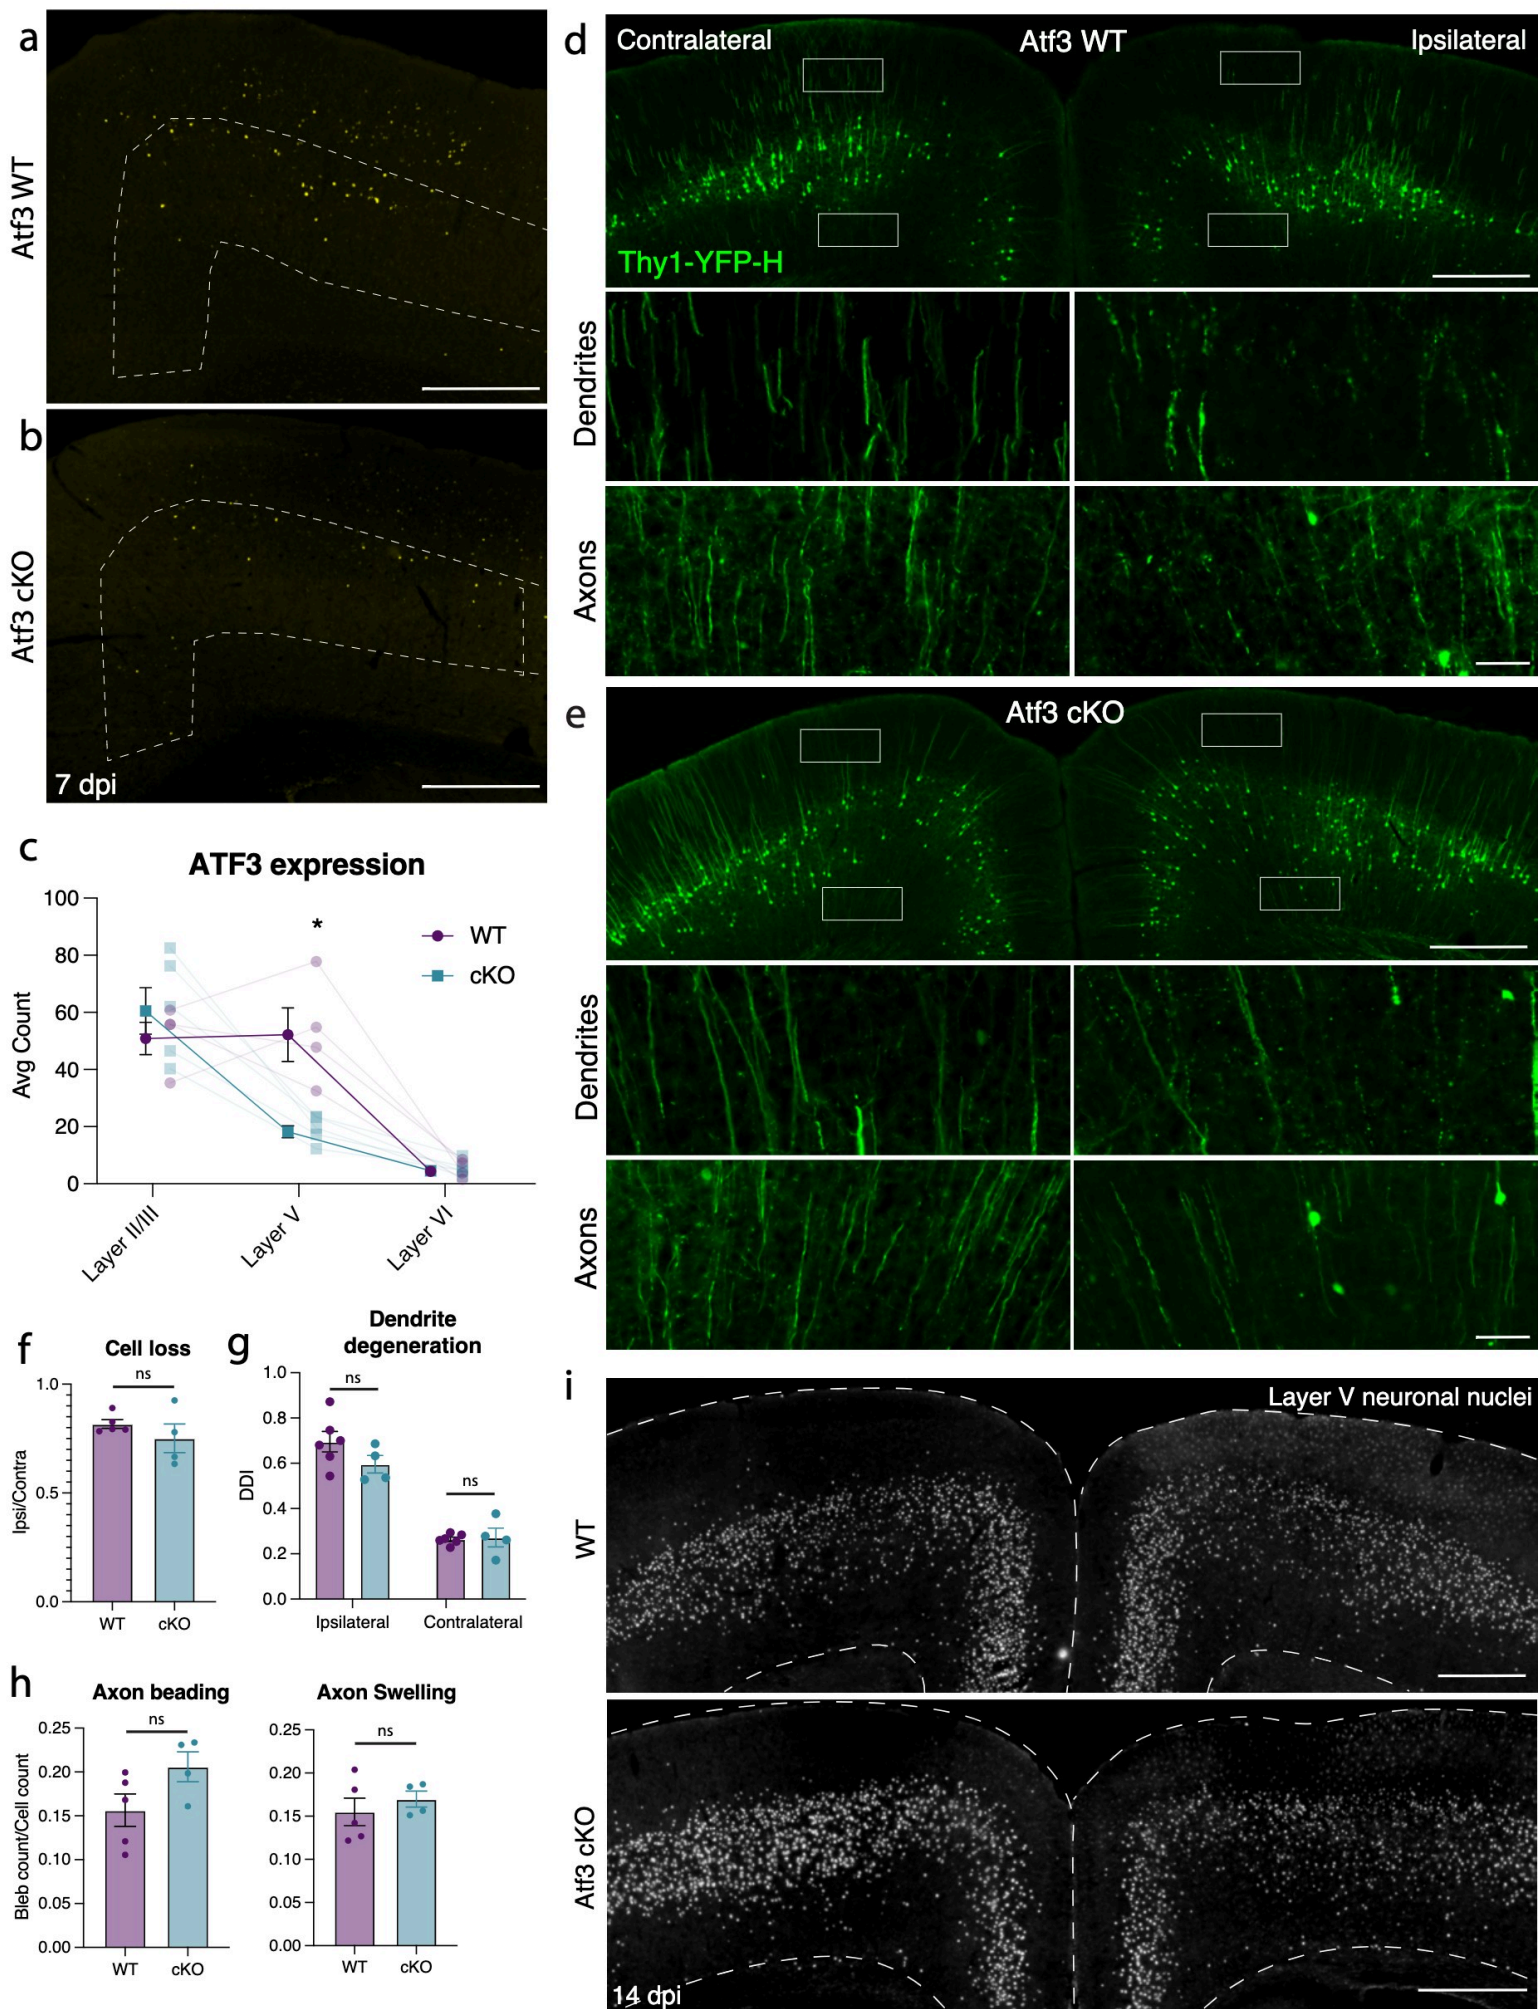 a
Atf3 WT
b
Atf3 cKO
7 dpi
c
ATF3 expression
Avg Count
100
80
60
40
20
0
*
WT
cKO
Layer II/III
Layer V
Layer VI
d
Contralateral
Atf3 WT
Ipsilateral
Thy1-YFP-H
Dendrites
Axons
e
Atf3 cKO
Dendrites
Axons
f
Cell loss
ns
Ipsi/Contra
1.0
0.5
0.0
WT
cKO
g
Dendrite
degeneration
ns
ns
DDI
1.0
0.8
0.6
0.4
0.2
0.0
Ipsilateral
Contralateral
h
Axon beading
ns
Bleb count/Cell count
0.25
0.20
0.15
0.10
0.05
0.00
WT
cKO
Axon Swelling
ns
0.25
0.20
0.15
0.10
0.05
0.00
WT
cKO
i
Layer V neuronal nuclei
WT
Atf3 cKO
14 dpi